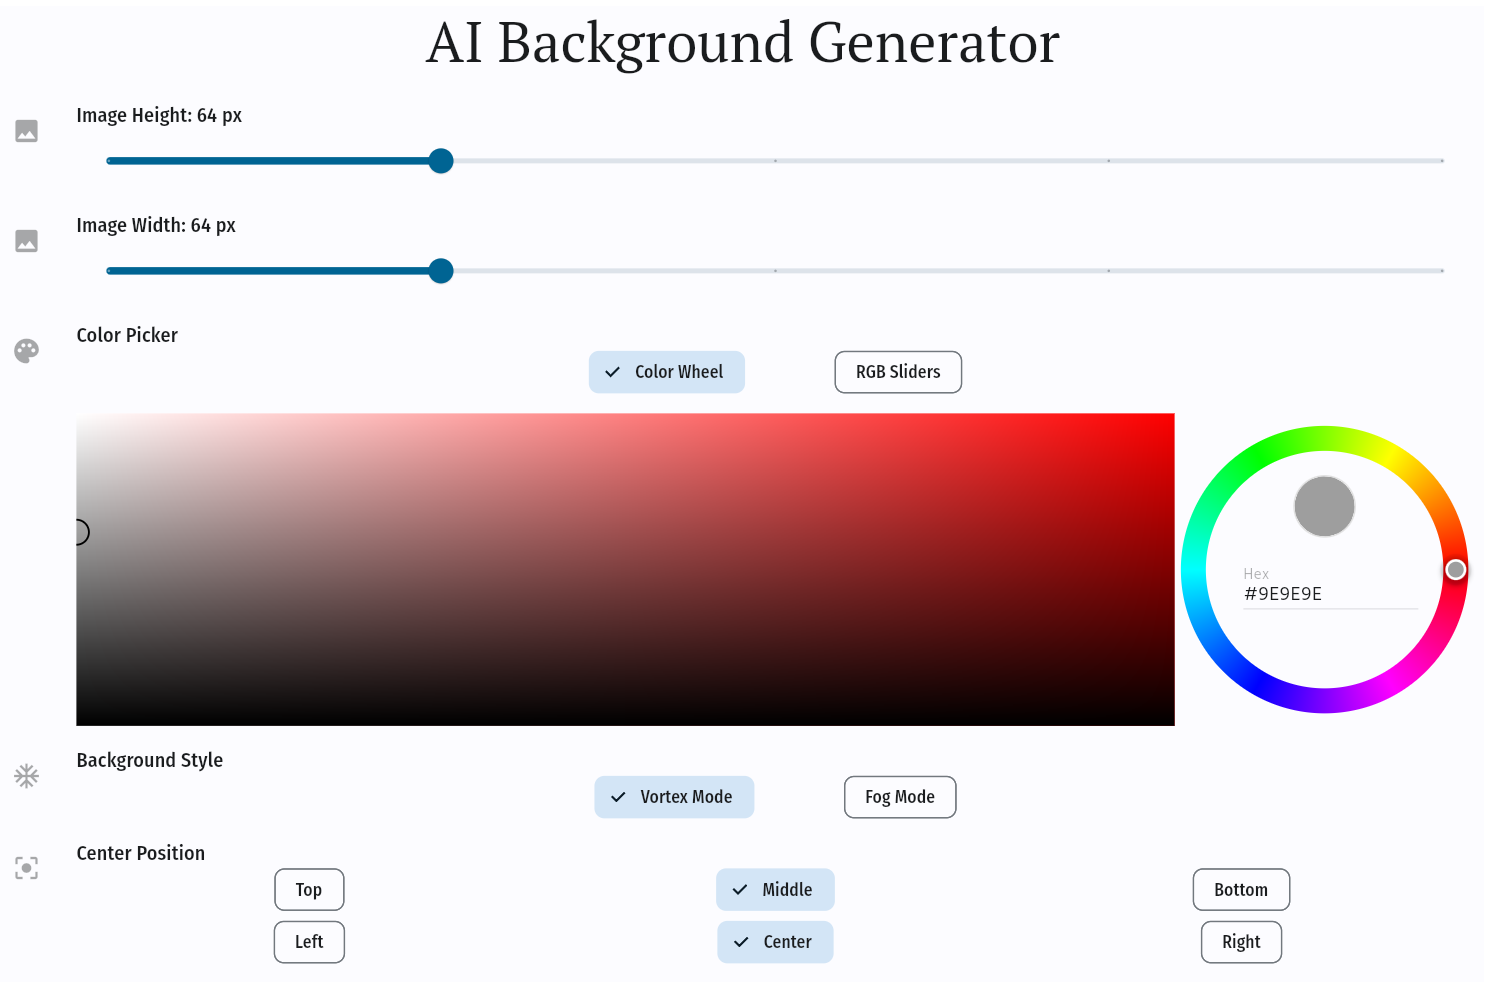 AI Background Generator
Image Height: 64 px
Image Width: 64 px
Color Picker
Color Wheel
RGB Sliders
Hex
#9E9E9E
Background Style
Vortex Mode
Fog Mode
Center Position
Top
Middle
Bottom
Left
Center
Right